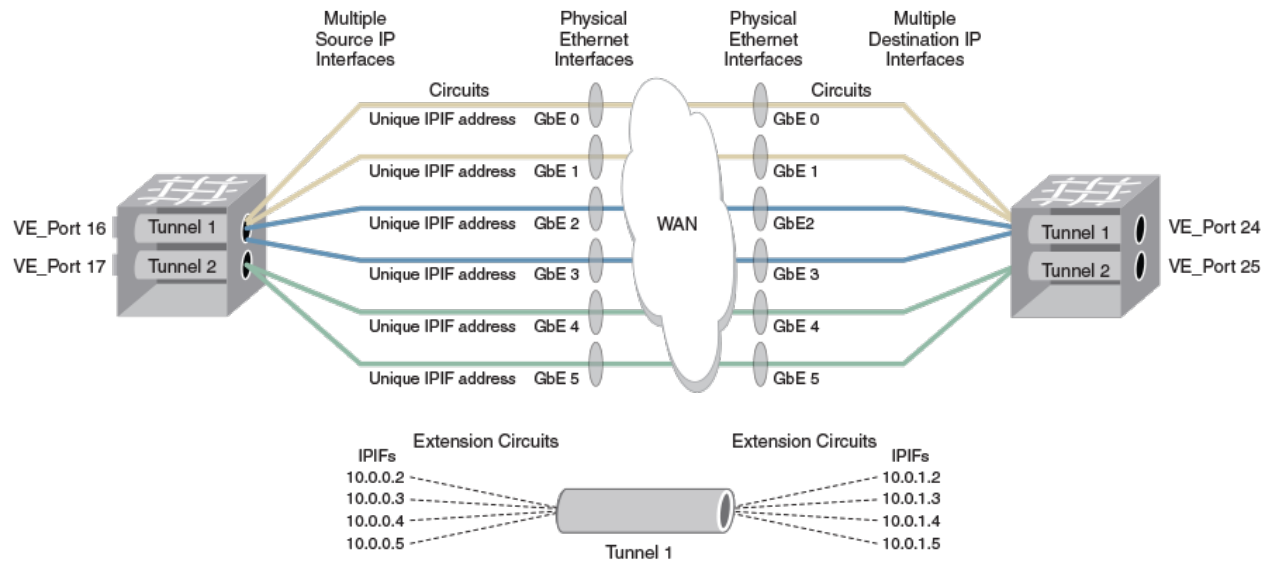 Multiple
Source IP
Interfaces
Physical
Ethernet
Interfaces
Physical
Ethernet
Interfaces
Multiple
Destination IP
Interfaces
Circuits
Circuits
Unique IPIF address GbE 0
GbE 0
Unique IPIF address GbE 1
GbE 1
Unique IPIF address GbE 2
GbE2
Unique IPIF address GbE 3
GbE 3
Unique IPIF address GbE 4
GbE 4
Unique IPIF address GbE 5
GbE 5
WAN
VE_Port 16
Tunnel 1
VE_Port 17
Tunnel 2
Tunnel 1
VE_Port 24
Tunnel 2
VE_Port 25
Extension Circuits
IPIFs
10.0.0.2
10.0.0.3
10.0.0.4
10.0.0.5
Tunnel 1
Extension Circuits
IPIFs
10.0.1.2
10.0.1.3
10.0.1.4
10.0.1.5